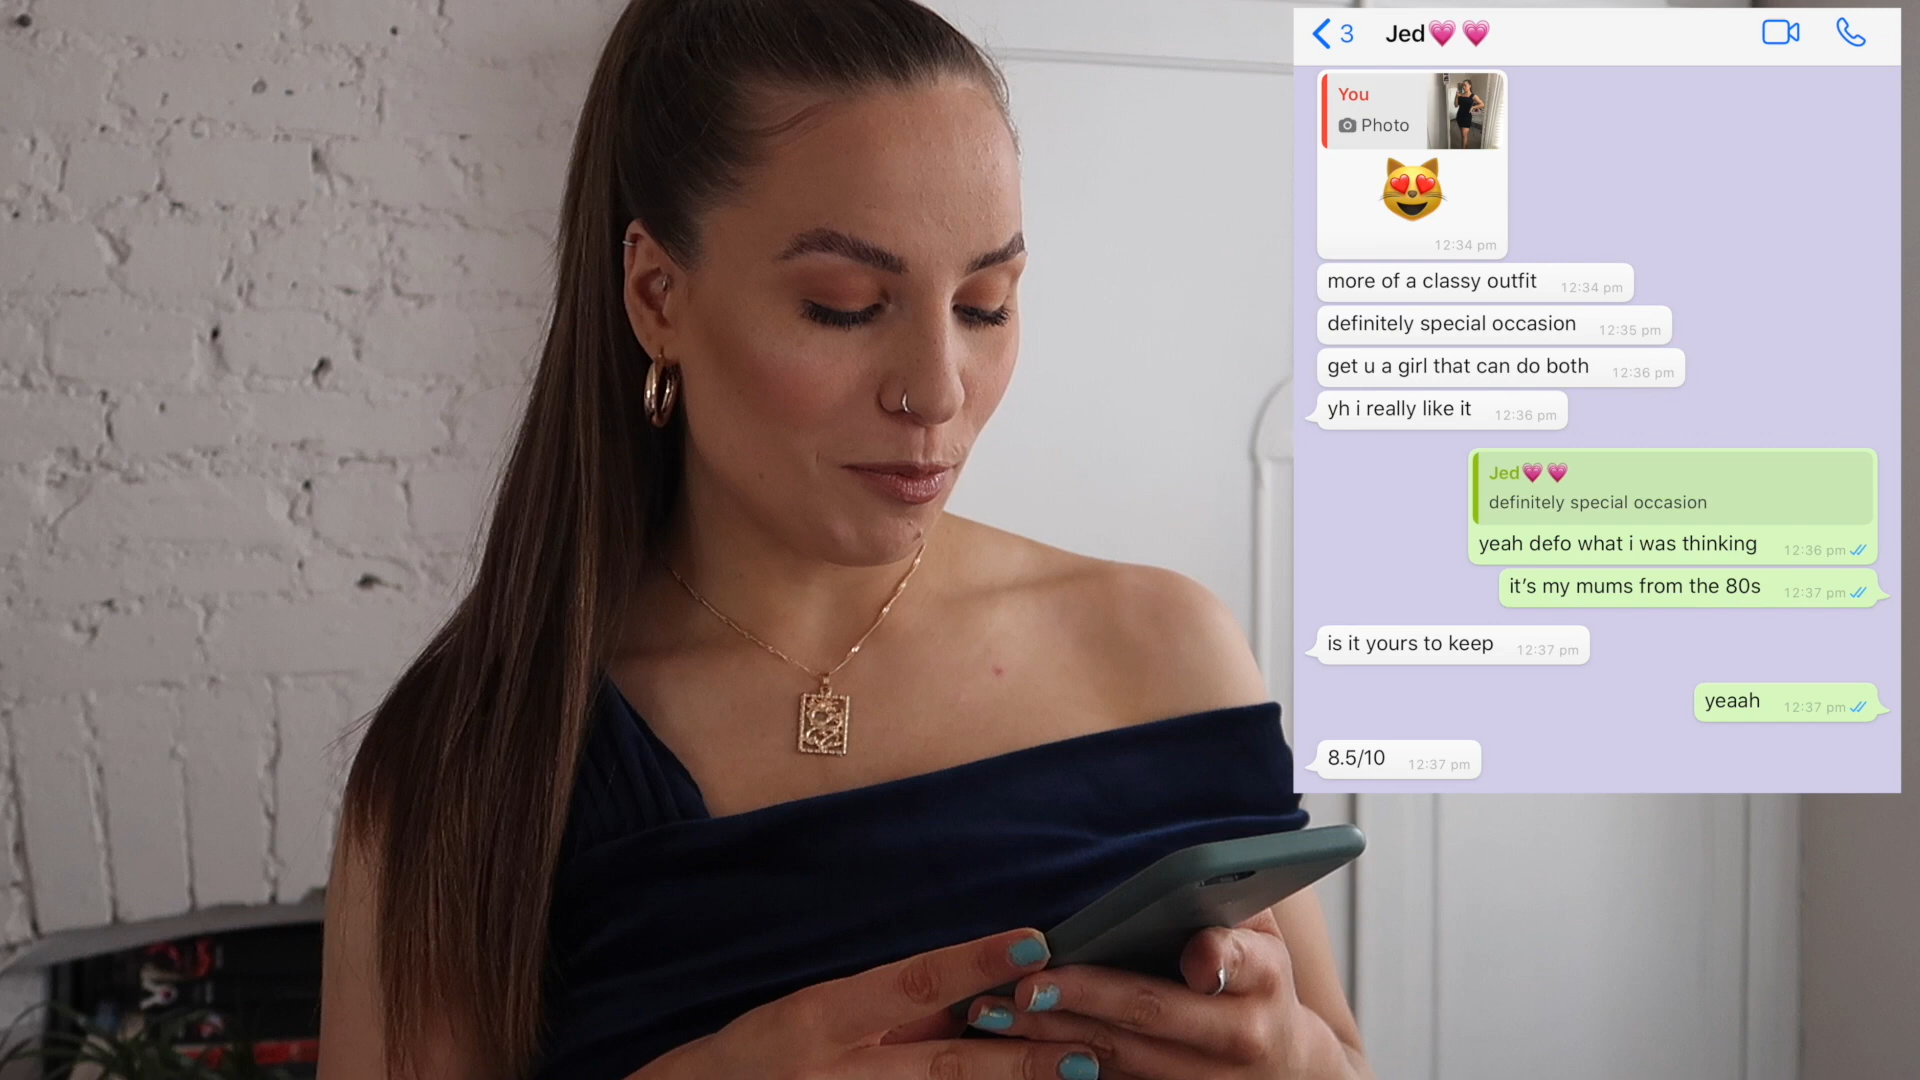 3 Jed💗💗
You
Photo
😻
12:34 pm
more of a classy outfit 12:34 pm
definitely special occasion 12:35 pm
get u a girl that can do both 12:36 pm
yh i really like it 12:36 pm
Jed💗💗
definitely special occasion
yeah defo what i was thinking 12:36 pm
it’s my mums from the 80s 12:37 pm
is it yours to keep 12:37 pm
yeaah 12:37 pm
8.5/10 12:37 pm